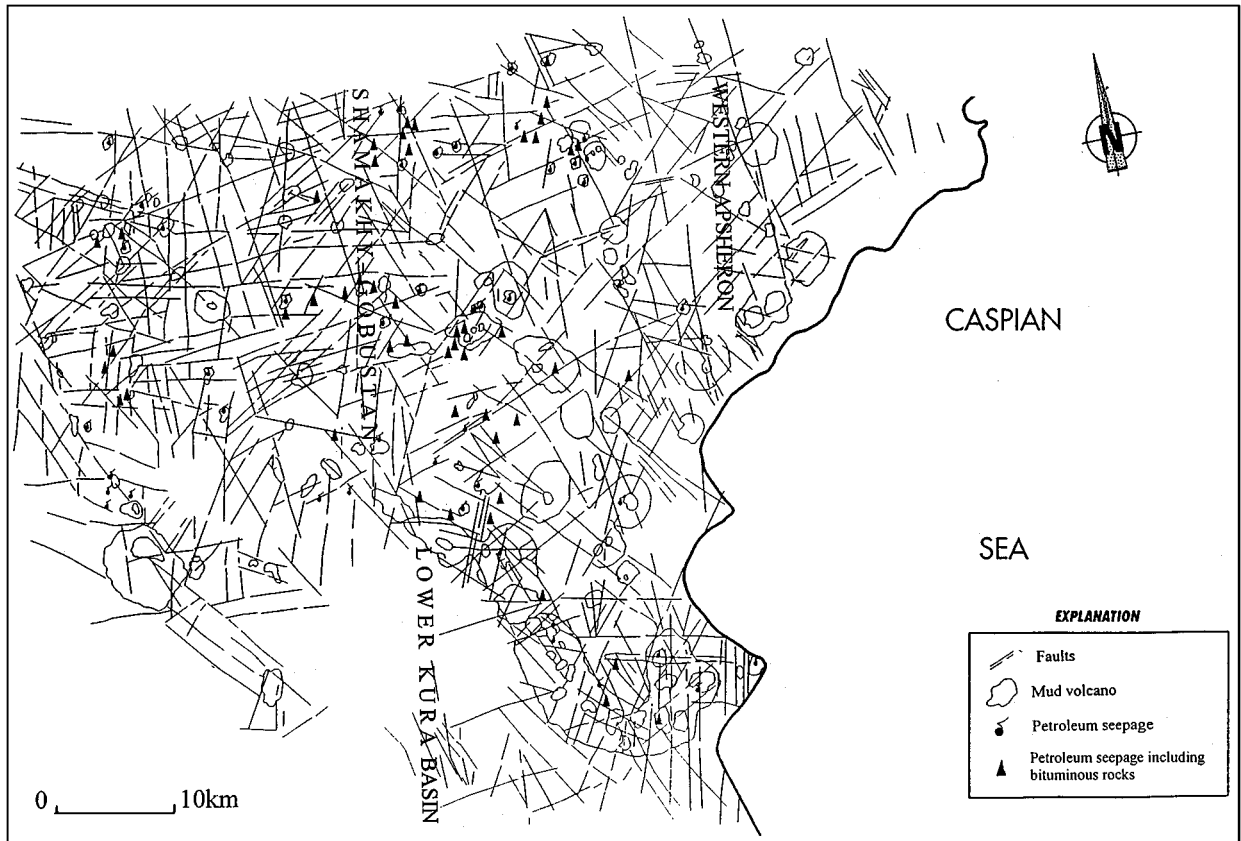 SHAMAKHY-GOBUSTAN
WESTERN APSHERON
N
CASPIAN
SEA
LOWER KURA BASIN
EXPLANATION
Faults
Mud volcano
Petroleum seepage
Petroleum seepage including
bituminous rocks
0 10km